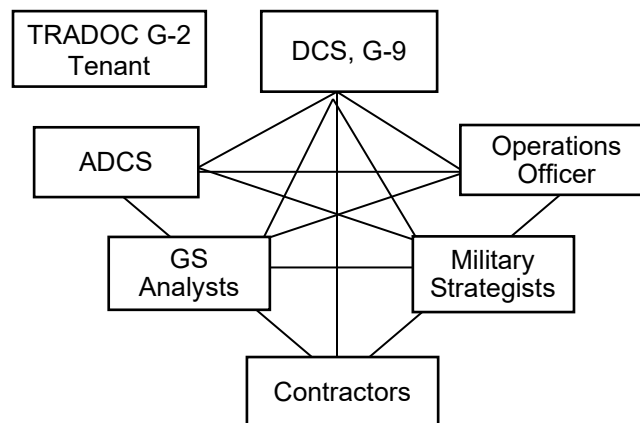 TRADOC G-2
Tenant
DCS, G-9
ADCS
Operations
Officer
GS
Analysts
Military
Strategists
Contractors